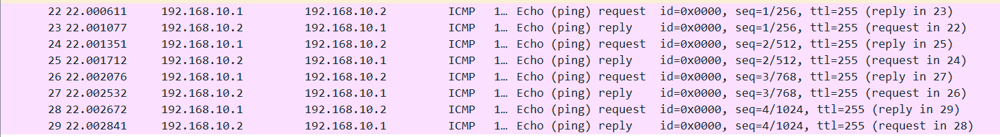 22 22.000611 192.168.10.1 192.168.10.2 ICMP 1… Echo (ping) request id=0x0000, seq=1/256, ttl=255 (reply in 23)
23 22.001077 192.168.10.2 192.168.10.1 ICMP 1… Echo (ping) reply id=0x0000, seq=1/256, ttl=255 (request in 22)
24 22.001351 192.168.10.1 192.168.10.2 ICMP 1… Echo (ping) request id=0x0000, seq=2/512, ttl=255 (reply in 25)
25 22.001712 192.168.10.2 192.168.10.1 ICMP 1… Echo (ping) reply id=0x0000, seq=2/512, ttl=255 (request in 24)
26 22.002076 192.168.10.1 192.168.10.2 ICMP 1… Echo (ping) request id=0x0000, seq=3/768, ttl=255 (reply in 27)
27 22.002532 192.168.10.2 192.168.10.1 ICMP 1… Echo (ping) reply id=0x0000, seq=3/768, ttl=255 (request in 26)
28 22.002672 192.168.10.1 192.168.10.2 ICMP 1… Echo (ping) request id=0x0000, seq=4/1024, ttl=255 (reply in 29)
29 22.002841 192.168.10.2 192.168.10.1 ICMP 1… Echo (ping) reply id=0x0000, seq=4/1024, ttl=255 (request in 28)